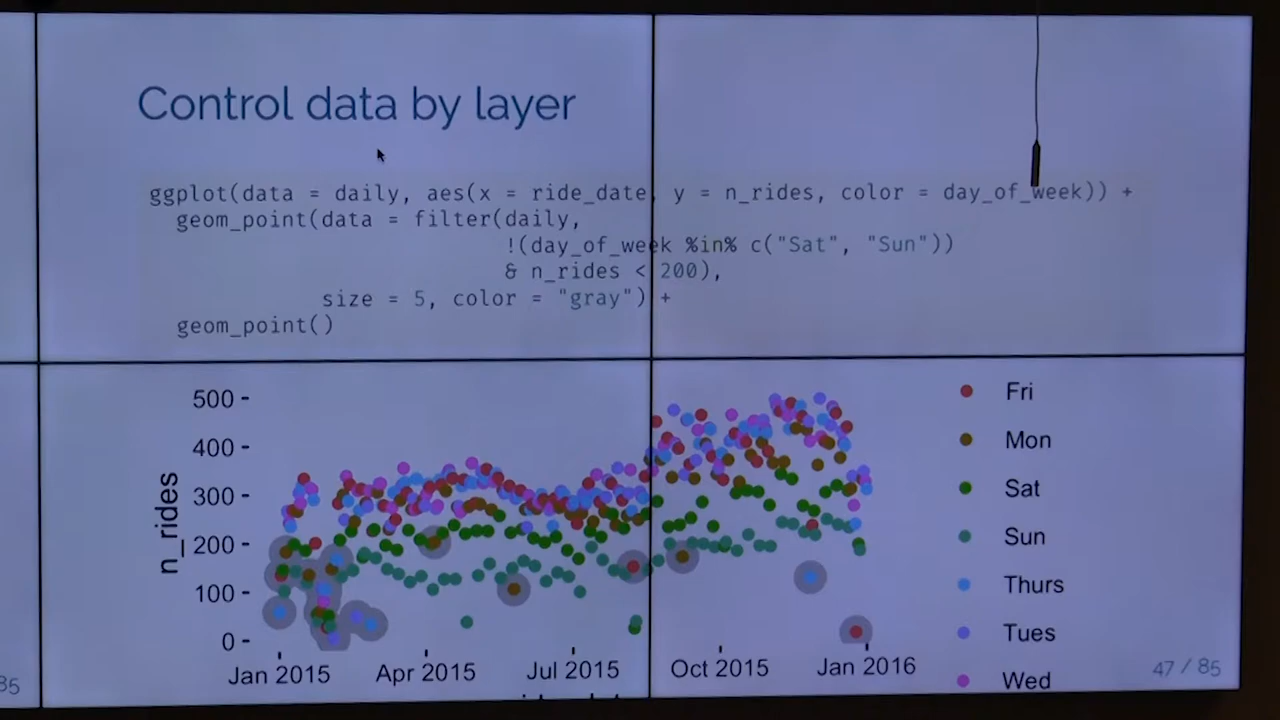 Control data by layer
ggplot(data = daily, aes(x = ride_date, y = n_rides, color = day_of_week)) +
geom_point(data = filter(daily,
!(day_of_week %in% c("Sat", "Sun"))
& n_rides < 200),
size = 5, color = "gray") +
geom_point()
n_rides
500
400
300
200
100
0
Jan 2015
Apr 2015
Jul 2015
Oct 2015
Jan 2016
Fri
Mon
Sat
Sun
Thurs
Tues
Wed
47 / 85
85